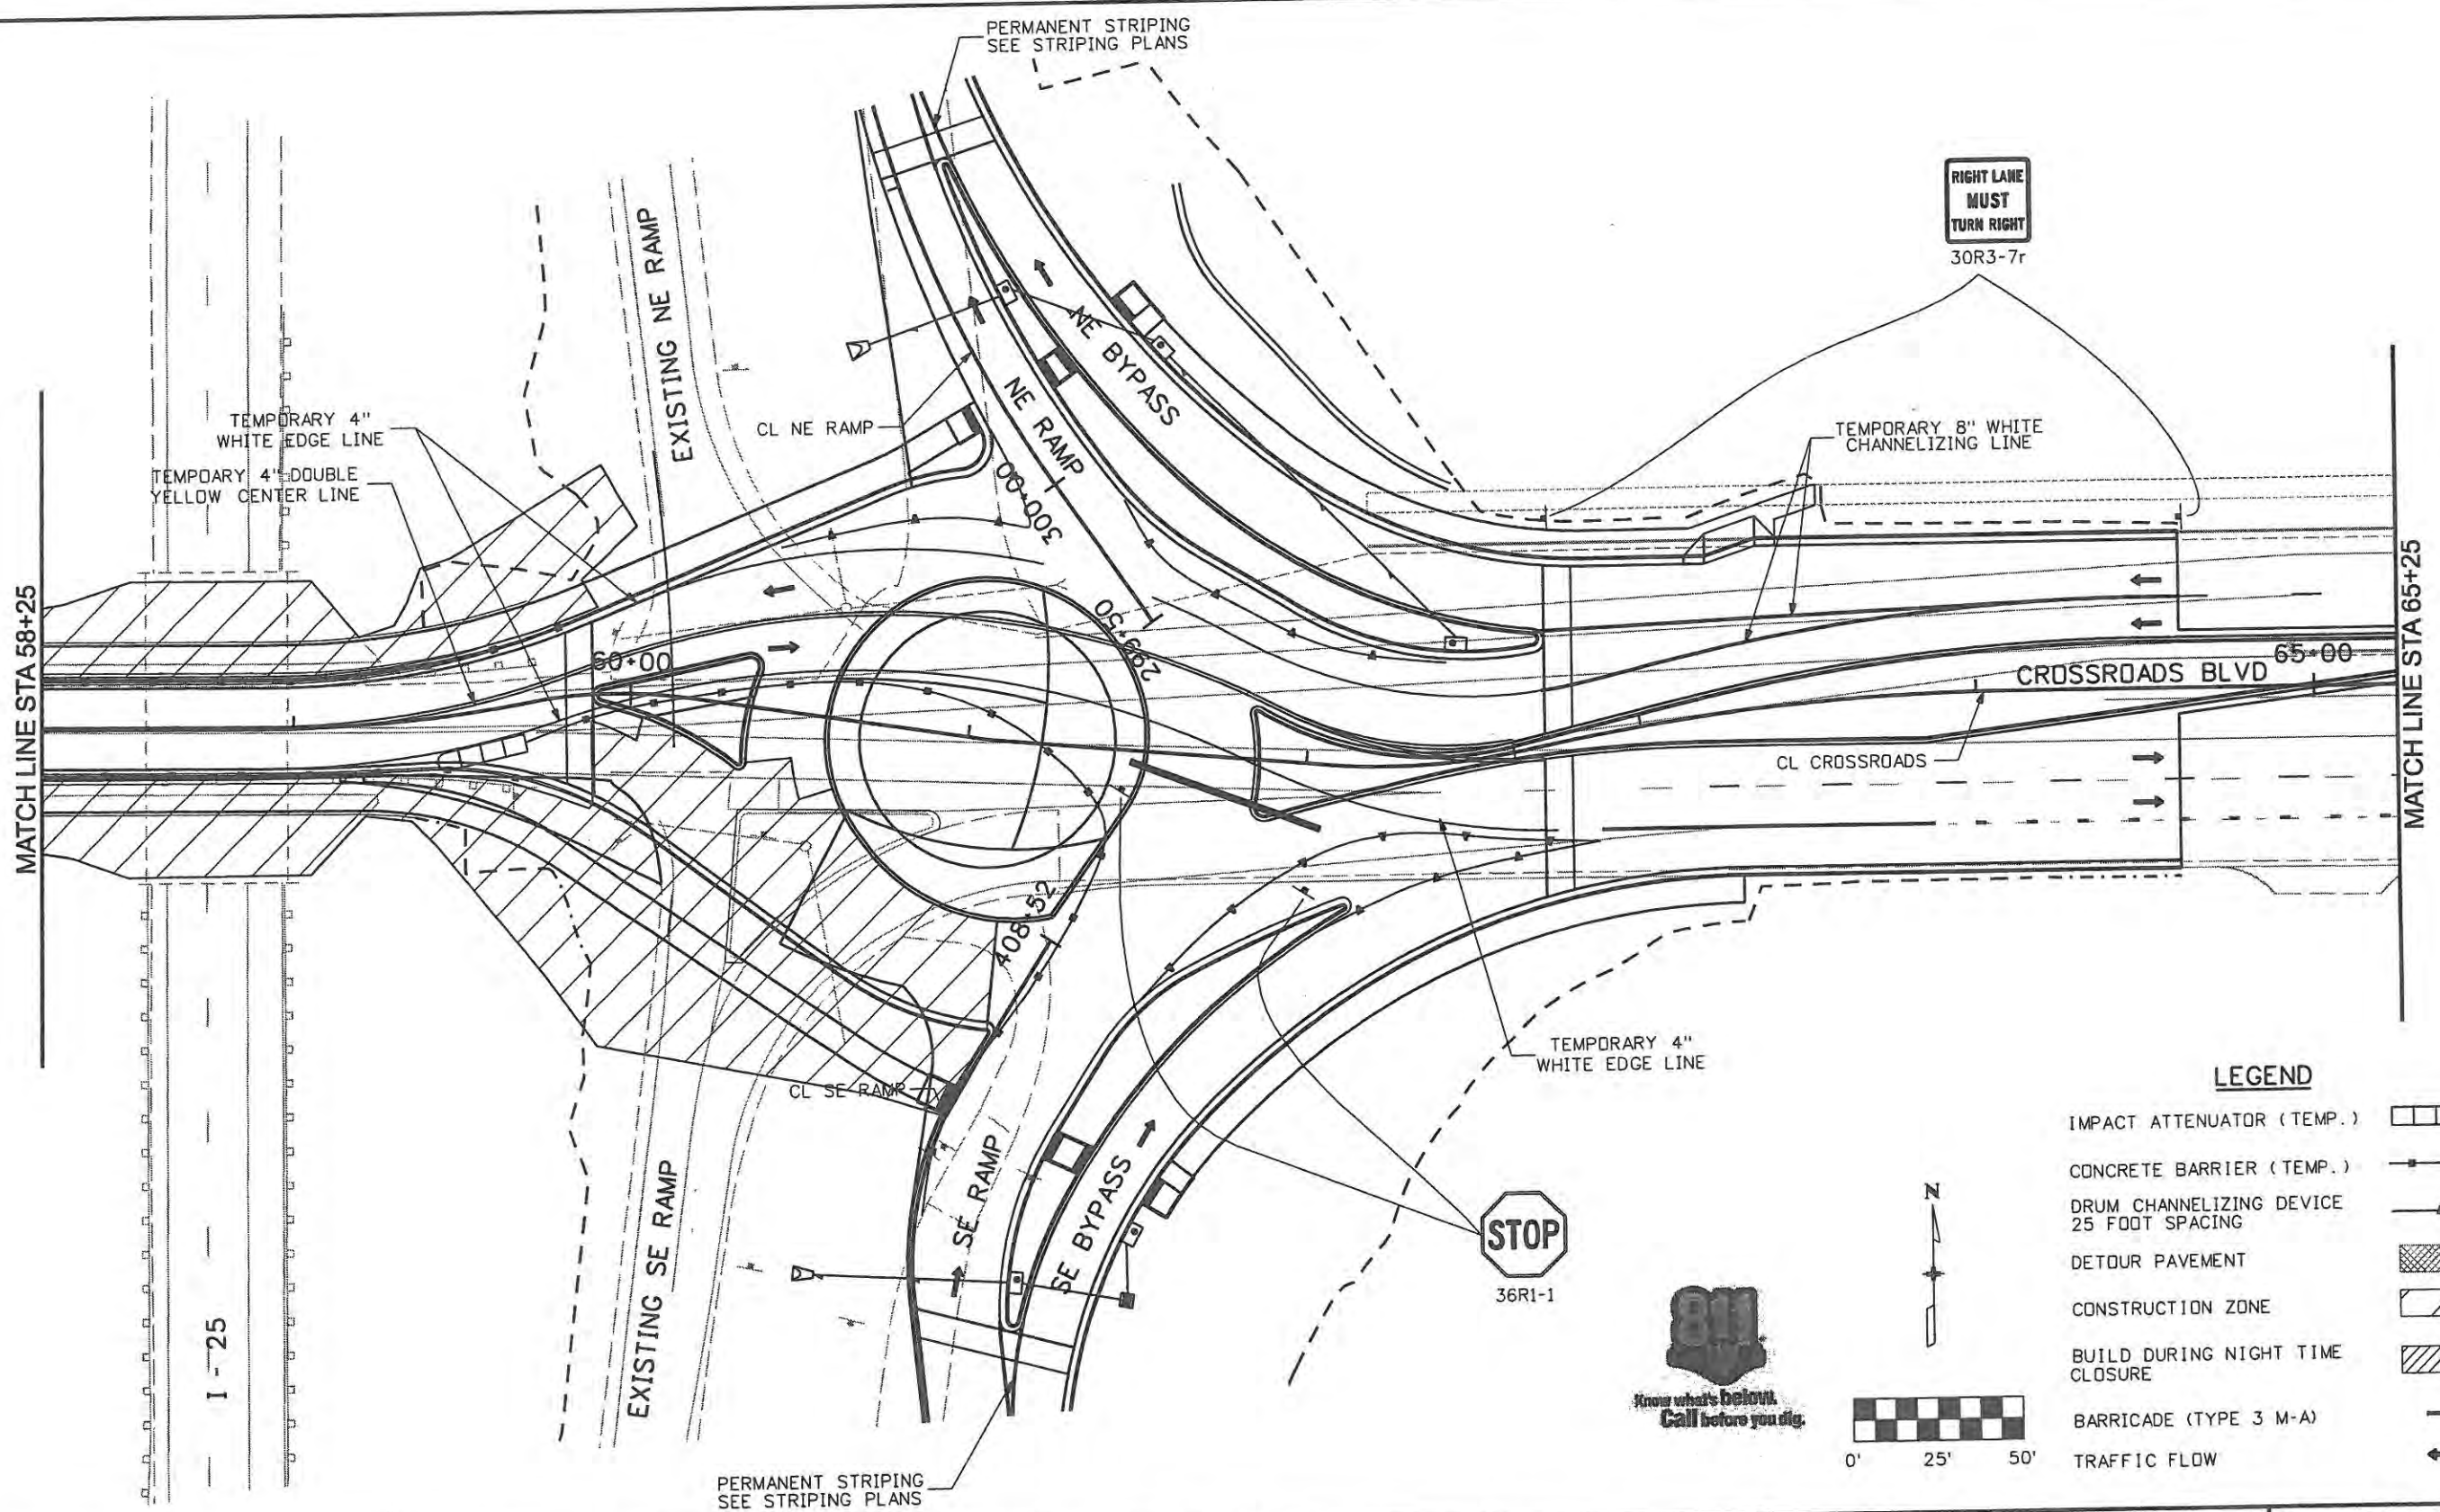 PERMANENT STRIPING
SEE STRIPING PLANS
RIGHT LANE
MUST
TURN RIGHT
30R3-7r
EXISTING NE RAMP
NE BYPASS
TEMPORARY 4"
WHITE EDGE LINE
CL NE RAMP
NE RAMP
TEMPORARY 8" WHITE
CHANNELIZING LINE
TEMPOARY 4" DOUBLE
YELLOW CENTER LINE
300+00
MATCH LINE STA 58+25
MATCH LINE STA 65+25
299+50
60+00
65+00
CROSSROADS BLVD
CL CROSSROADS
408+52
TEMPORARY 4"
WHITE EDGE LINE
CL SE RAMP
SE RAMP
SE BYPASS
EXISTING SE RAMP
I-25
STOP
36R1-1
N
811
Know what's below.
Call before you dig.
0' 25' 50'
LEGEND
IMPACT ATTENUATOR (TEMP.)
CONCRETE BARRIER (TEMP.)
DRUM CHANNELIZING DEVICE
25 FOOT SPACING
DETOUR PAVEMENT
CONSTRUCTION ZONE
BUILD DURING NIGHT TIME
CLOSURE
BARRICADE (TYPE 3 M-A)
TRAFFIC FLOW
PERMANENT STRIPING
SEE STRIPING PLANS